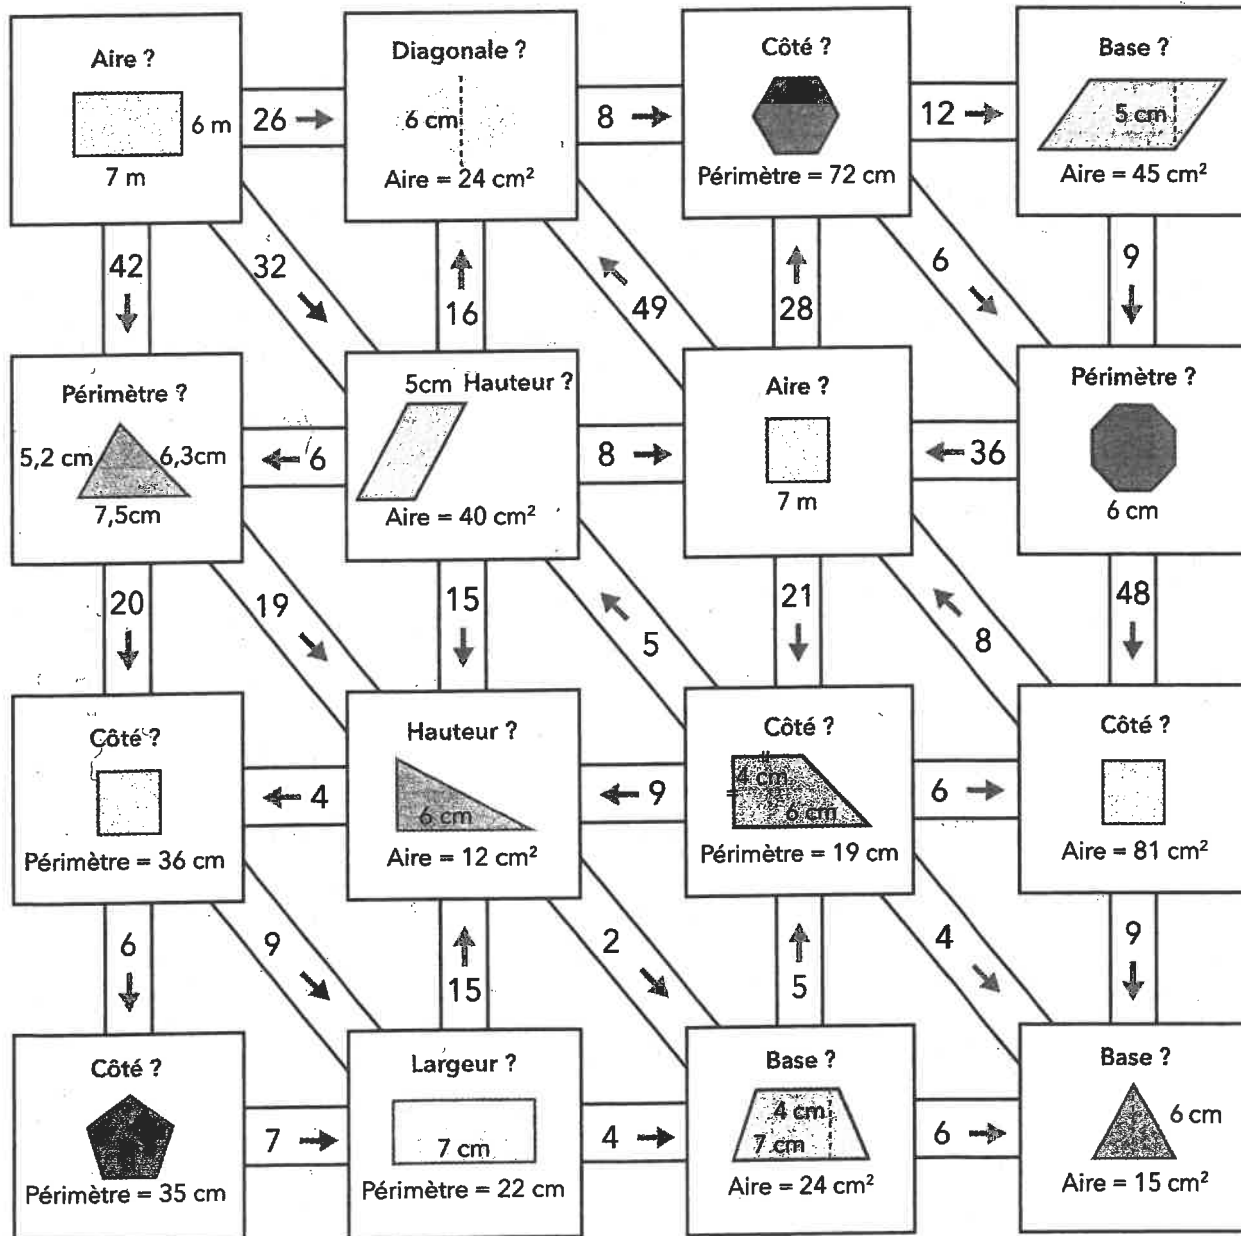 Aire ?
6 m
7 m
26
Diagonale ?
6 cm
Aire = 24 cm²
8
Côté ?
Périmètre = 72 cm
12
Base ?
5 cm
Aire = 45 cm²
42
32
16
49
28
6
9
Périmètre ?
5,2 cm
6,3cm
7,5cm
6
5cm Hauteur ?
Aire = 40 cm²
8
Aire ?
7 m
36
Périmètre ?
6 cm
20
19
15
5
21
8
48
Côté ?
Périmètre = 36 cm
4
Hauteur ?
6 cm
Aire = 12 cm²
9
Côté ?
4 cm
6 cm
Périmètre = 19 cm
6
Côté ?
Aire = 81 cm²
6
9
15
2
5
4
9
Côté ?
Périmètre = 35 cm
7
Largeur ?
7 cm
Périmètre = 22 cm
4
Base ?
4 cm
7 cm
Aire = 24 cm²
6
Base ?
6 cm
Aire = 15 cm²